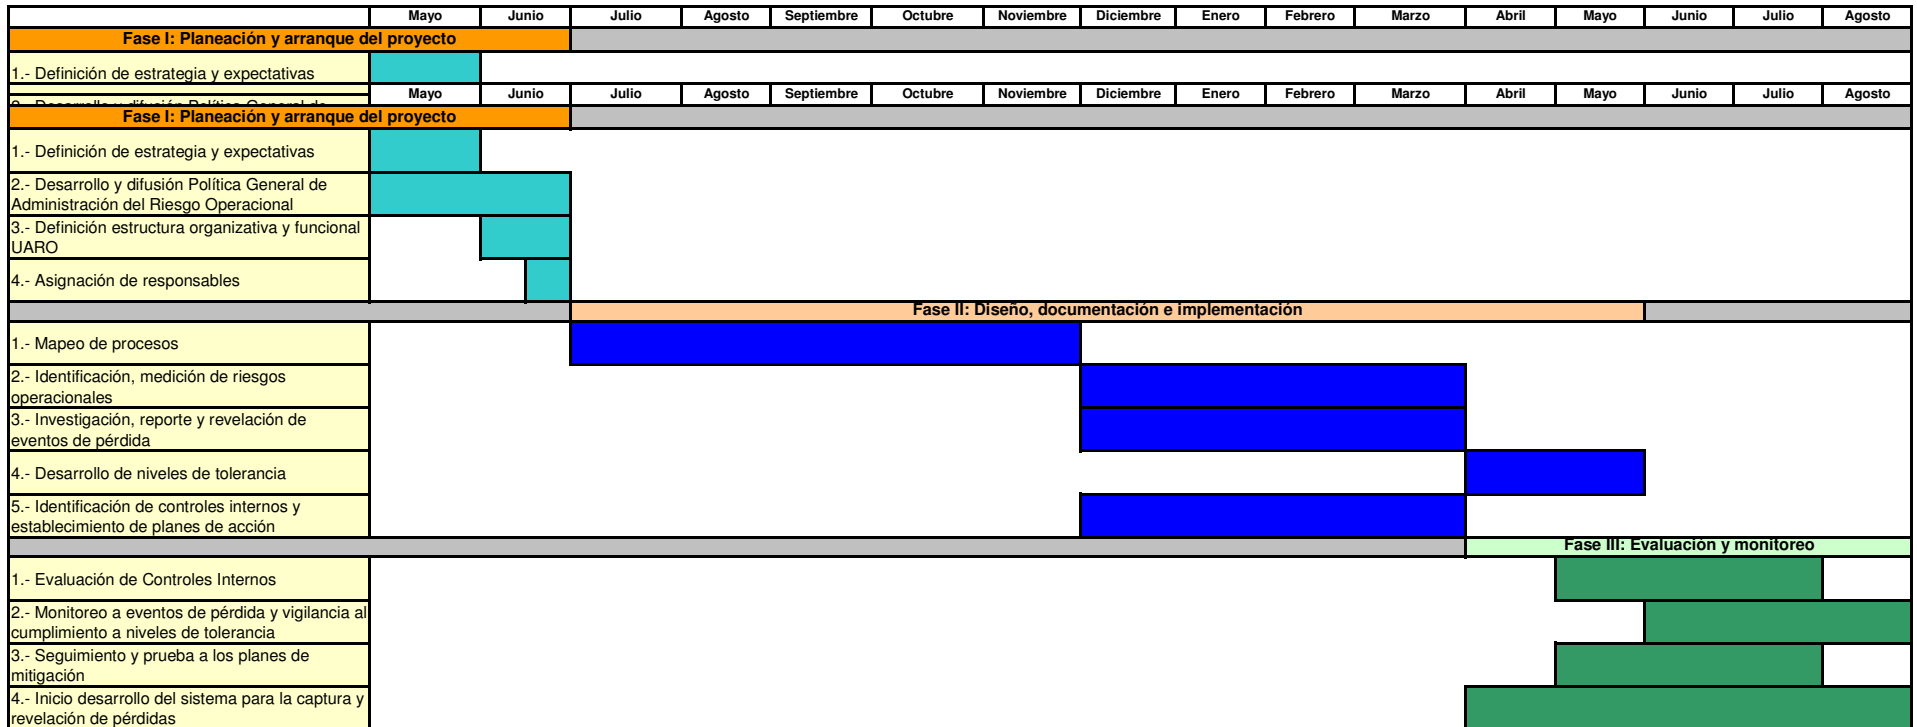 Mayo Junio Julio Agosto Septiembre Octubre Noviembre Diciembre Enero Febrero Marzo Abril Mayo Junio Julio Agosto
Fase I: Planeación y arranque del proyecto
1.- Definición de estrategia y expectativas
Mayo Junio Julio Agosto Septiembre Octubre Noviembre Diciembre Enero Febrero Marzo Abril Mayo Junio Julio Agosto
2.- Desarrollo y difusión Política General de
Fase I: Planeación y arranque del proyecto
1.- Definición de estrategia y expectativas
2.- Desarrollo y difusión Política General de
Administración del Riesgo Operacional
3.- Definición estructura organizativa y funcional
UARO
4.- Asignación de responsables
Fase II: Diseño, documentación e implementación
1.- Mapeo de procesos
2.- Identificación, medición de riesgos
operacionales
3.- Investigación, reporte y revelación de
eventos de pérdida
4.- Desarrollo de niveles de tolerancia
5.- Identificación de controles internos y
establecimiento de planes de acción
Fase III: Evaluación y monitoreo
1.- Evaluación de Controles Internos
2.- Monitoreo a eventos de pérdida y vigilancia al
cumplimiento a niveles de tolerancia
3.- Seguimiento y prueba a los planes de
mitigación
4.- Inicio desarrollo del sistema para la captura y
revelación de pérdidas